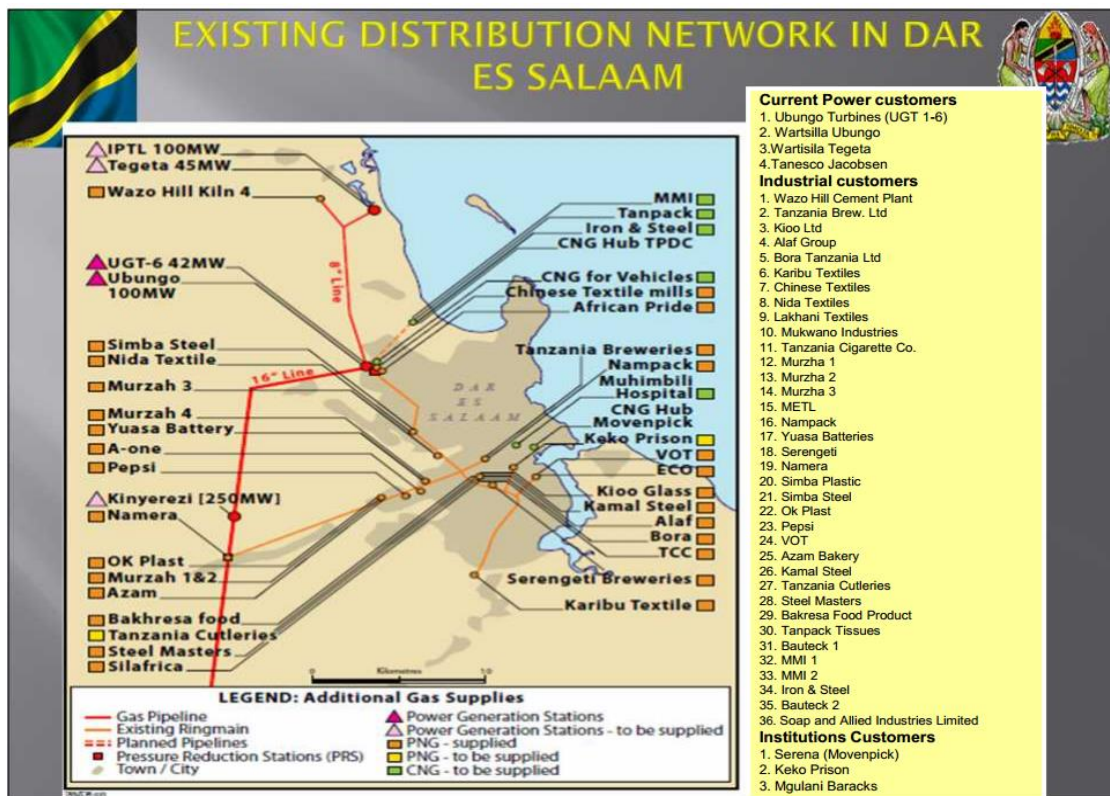 EXISTING DISTRIBUTION NETWORK IN DAR
ES SALAAM
IPTL 100MW
Tegeta 45MW
Wazo Hill Kiln 4
8" Line
UGT-6 42MW
Ubungo
100MW
16" Line
Simba Steel
Nida Textile
Murzah 3
Murzah 4
Yuasa Battery
A-one
Pepsi
Kinyerezi [250MW]
Namera
OK Plast
Murzah 1&2
Azam
Bakhresa food
Tanzania Cutleries
Steel Masters
Silafrica
DAR
ES
SALAAM
MMI
Tanpack
Iron & Steel
CNG Hub TPDC
CNG for Vehicles
Chinese Textile mills
African Pride
Tanzania Breweries
Nampack
Muhimbili
Hospital
CNG Hub
Movenpick
Keko Prison
VOT
ECO
Kioo Glass
Kamal Steel
Alaf
Bora
TCC
Serengeti Breweries
Karibu Textile
0 Kilometres 10
LEGEND: Additional Gas Supplies
Gas Pipeline
Existing Ringmain
Planned Pipelines
Pressure Reduction Stations (PRS)
Town / City
Power Generation Stations
Power Generation Stations - to be supplied
PNG - supplied
PNG - to be supplied
CNG - to be supplied
Current Power customers
1. Ubungo Turbines (UGT 1-6)
2. Wartsilla Ubungo
3.Wartisila Tegeta
4.Tanesco Jacobsen
Industrial customers
1. Wazo Hill Cement Plant
2. Tanzania Brew. Ltd
3. Kioo Ltd
4. Alaf Group
5. Bora Tanzania Ltd
6. Karibu Textiles
7. Chinese Textiles
8. Nida Textiles
9. Lakhani Textiles
10. Mukwano Industries
11. Tanzania Cigarette Co.
12. Murzha 1
13. Murzha 2
14. Murzha 3
15. METL
16. Nampack
17. Yuasa Batteries
18. Serengeti
19. Namera
20. Simba Plastic
21. Simba Steel
22. Ok Plast
23. Pepsi
24. VOT
25. Azam Bakery
26. Kamal Steel
27. Tanzania Cutleries
28. Steel Masters
29. Bakresa Food Product
30. Tanpack Tissues
31. Bauteck 1
32. MMI 1
33. MMI 2
34. Iron & Steel
35. Bauteck 2
36. Soap and Allied Industries Limited
Institutions Customers
1. Serena (Movenpick)
2. Keko Prison
3. Mgulani Baracks